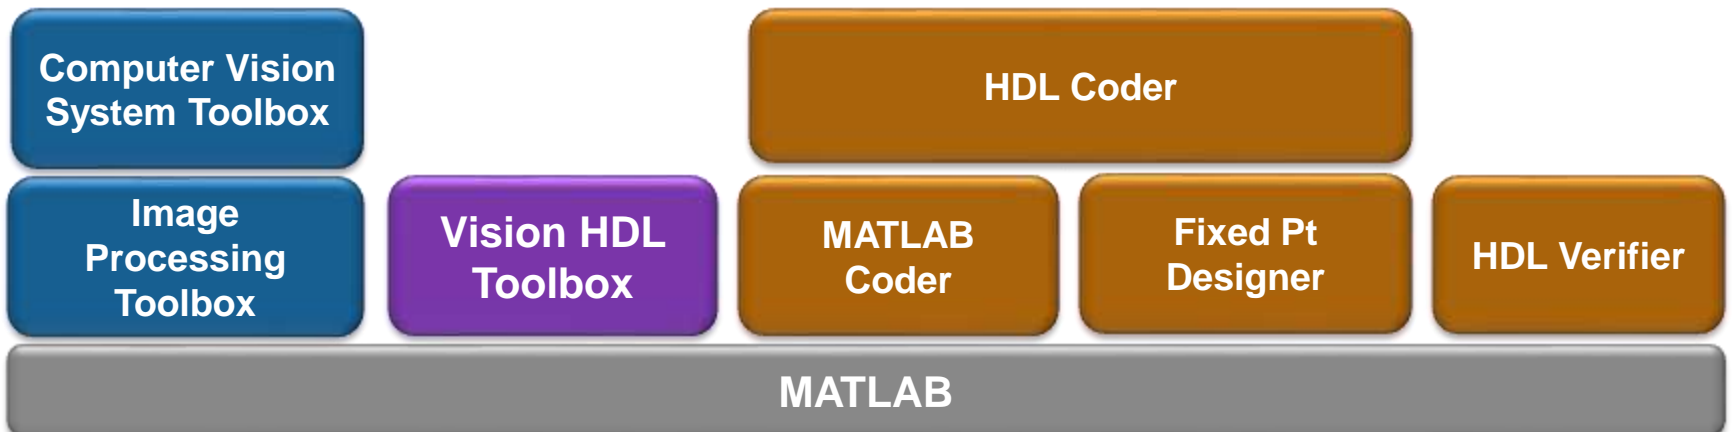 Computer Vision
System Toolbox
HDL Coder
Image
Processing
Toolbox
Vision HDL
Toolbox
MATLAB
Coder
Fixed Pt
Designer
HDL Verifier
MATLAB